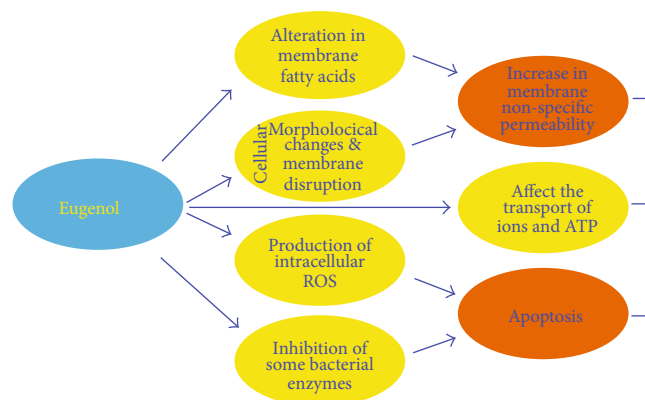 Alteration in
membrane
fatty acids
Increase in
membrane
non-specific
permeability
Cellular
Morpholocical
changes &
membrane
disruption
Eugenol
Affect the
transport of
ions and ATP
Production of
intracellular
ROS
Apoptosis
Inhibition of
some bacterial
enzymes